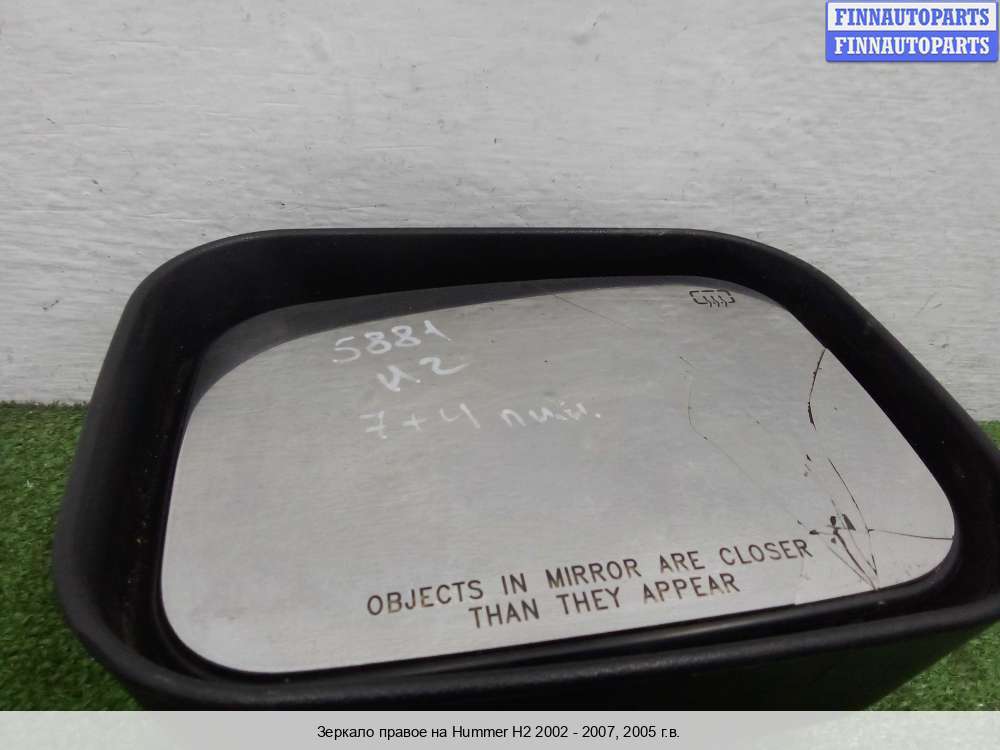 FINNAUTOPARTS
FINNAUTOPARTS
5881
H2
7+4 пин.
OBJECTS IN MIRROR ARE CLOSER
THAN THEY APPEAR
Зеркало правое на Hummer H2 2002 - 2007, 2005 г.в.